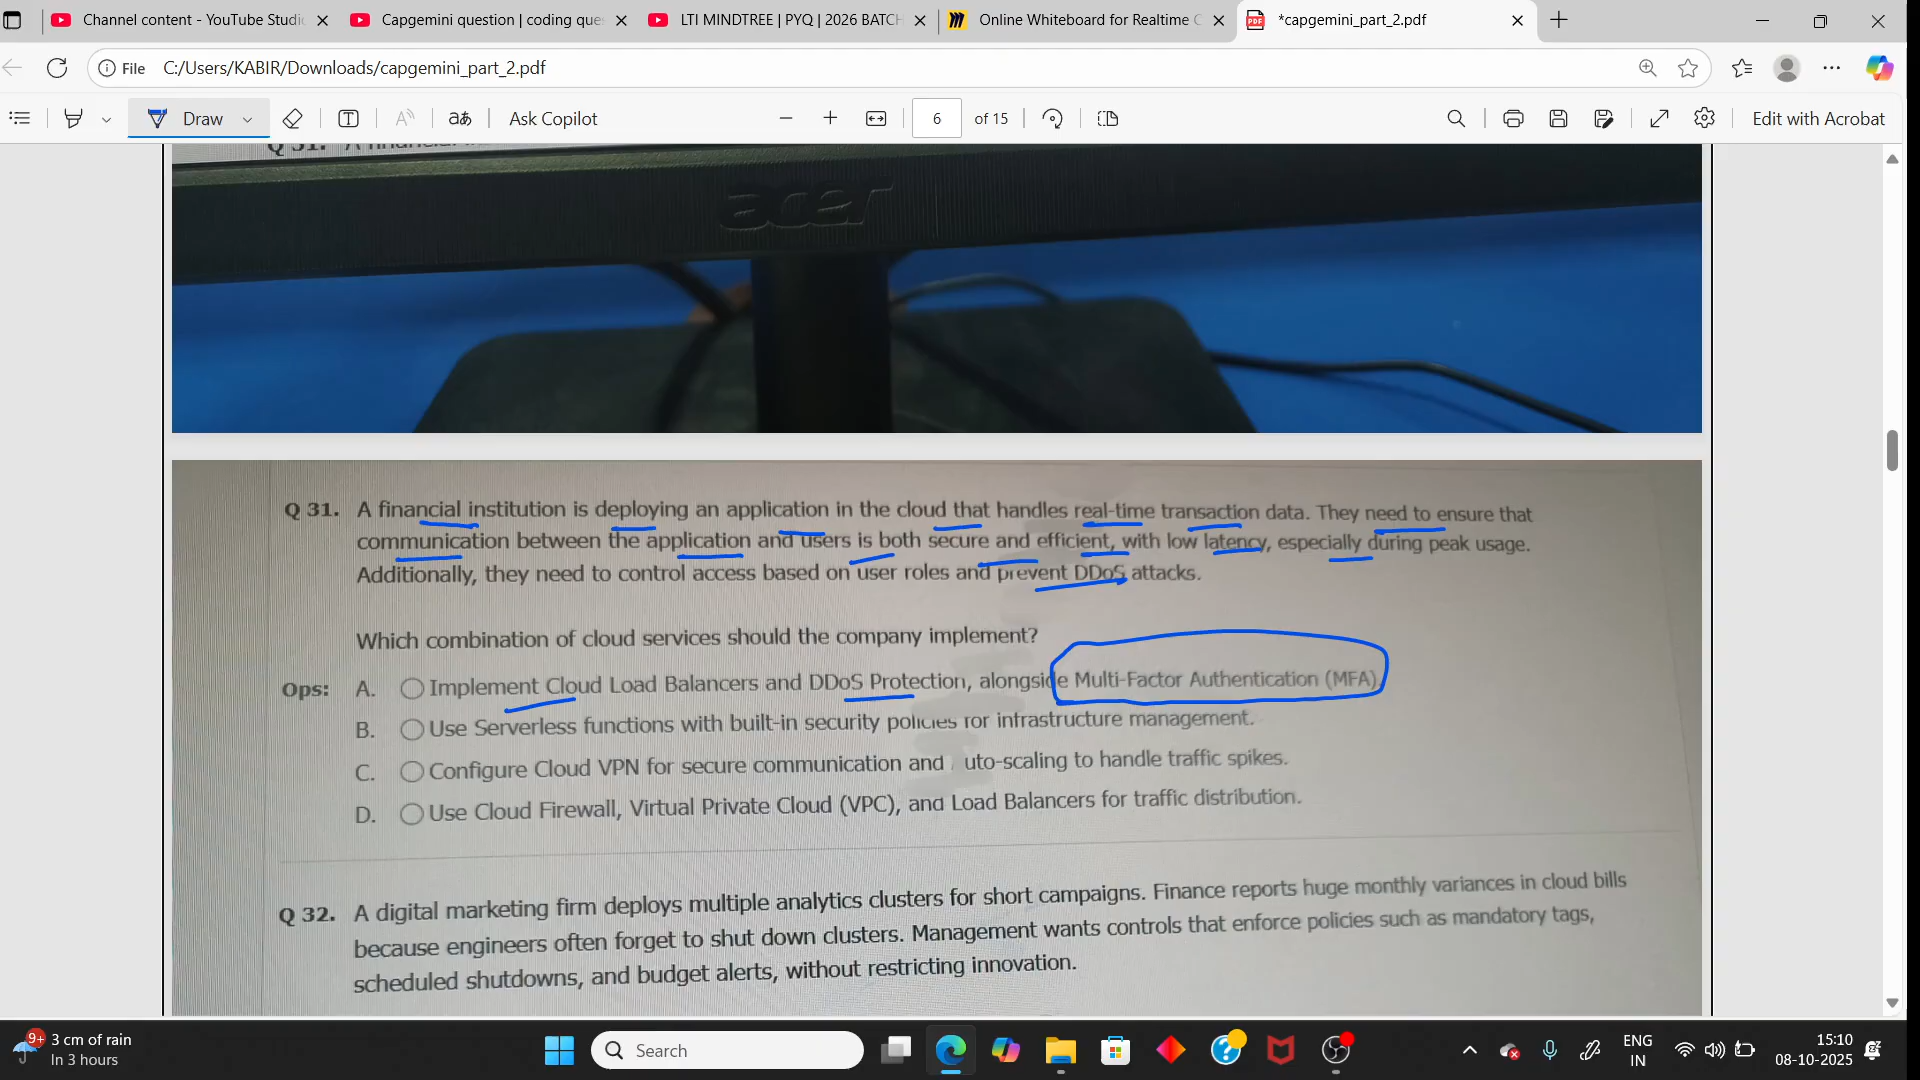 Channel content - YouTube Studi
Capgemini question | coding que
LTI MINDTREE | PYQ | 2026 BATCH
Online Whiteboard for Realtime C
*capgemini_part_2.pdf
File C:/Users/KABIR/Downloads/capgemini_part_2.pdf
Draw
Ask Copilot
6 of 15
Edit with Acrobat
acer
Q 31. A financial institution is deploying an application in the cloud that handles real-time transaction data. They need to ensure that
communication between the application and users is both secure and efficient, with low latency, especially during peak usage.
Additionally, they need to control access based on user roles and prevent DDoS attacks.
Which combination of cloud services should the company implement?
Ops: A. Implement Cloud Load Balancers and DDoS Protection, alongside Multi-Factor Authentication (MFA).
B. Use Serverless functions with built-in security policies for infrastructure management.
C. Configure Cloud VPN for secure communication and uto-scaling to handle traffic spikes.
D. Use Cloud Firewall, Virtual Private Cloud (VPC), and Load Balancers for traffic distribution.
Q 32. A digital marketing firm deploys multiple analytics clusters for short campaigns. Finance reports huge monthly variances in cloud bills
because engineers often forget to shut down clusters. Management wants controls that enforce policies such as mandatory tags,
scheduled shutdowns, and budget alerts, without restricting innovation.
9+
3 cm of rain
In 3 hours
Search
ENG
IN
15:10
08-10-2025